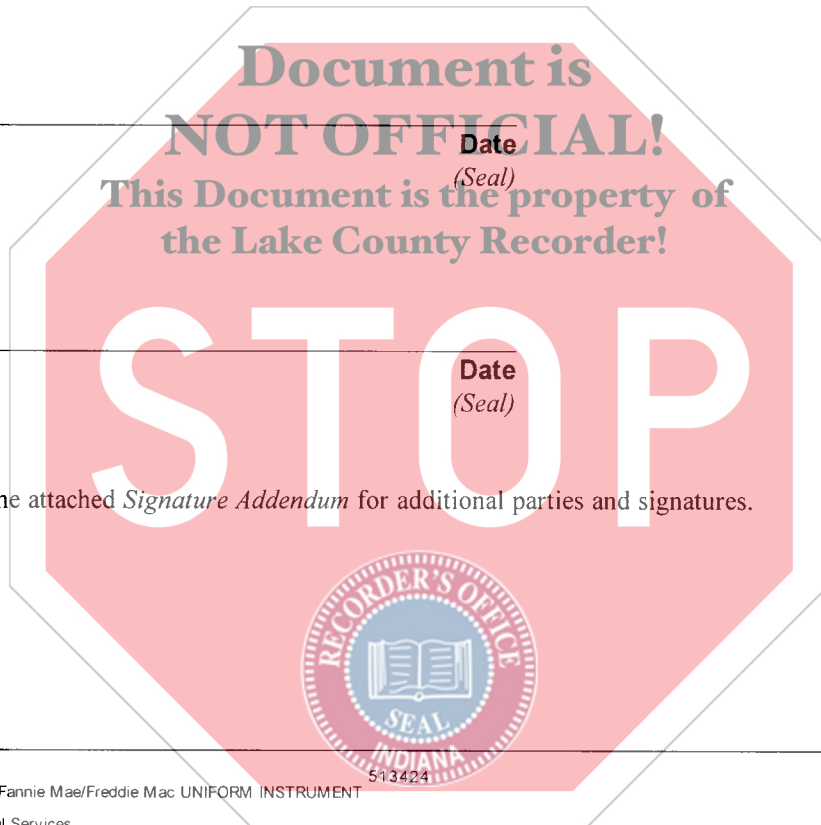 Document is
NOT OFFICIAL!
Date
(Seal)
This Document is the property of
the Lake County Recorder!
STOP
Date
(Seal)
attached Signature Addendum for additional parties and signatures.
RECORDER'S OFFICE
SEAL
INDIANA
513424
Fannie Mae/Freddie Mac UNIFORM INSTRUMENT
Services